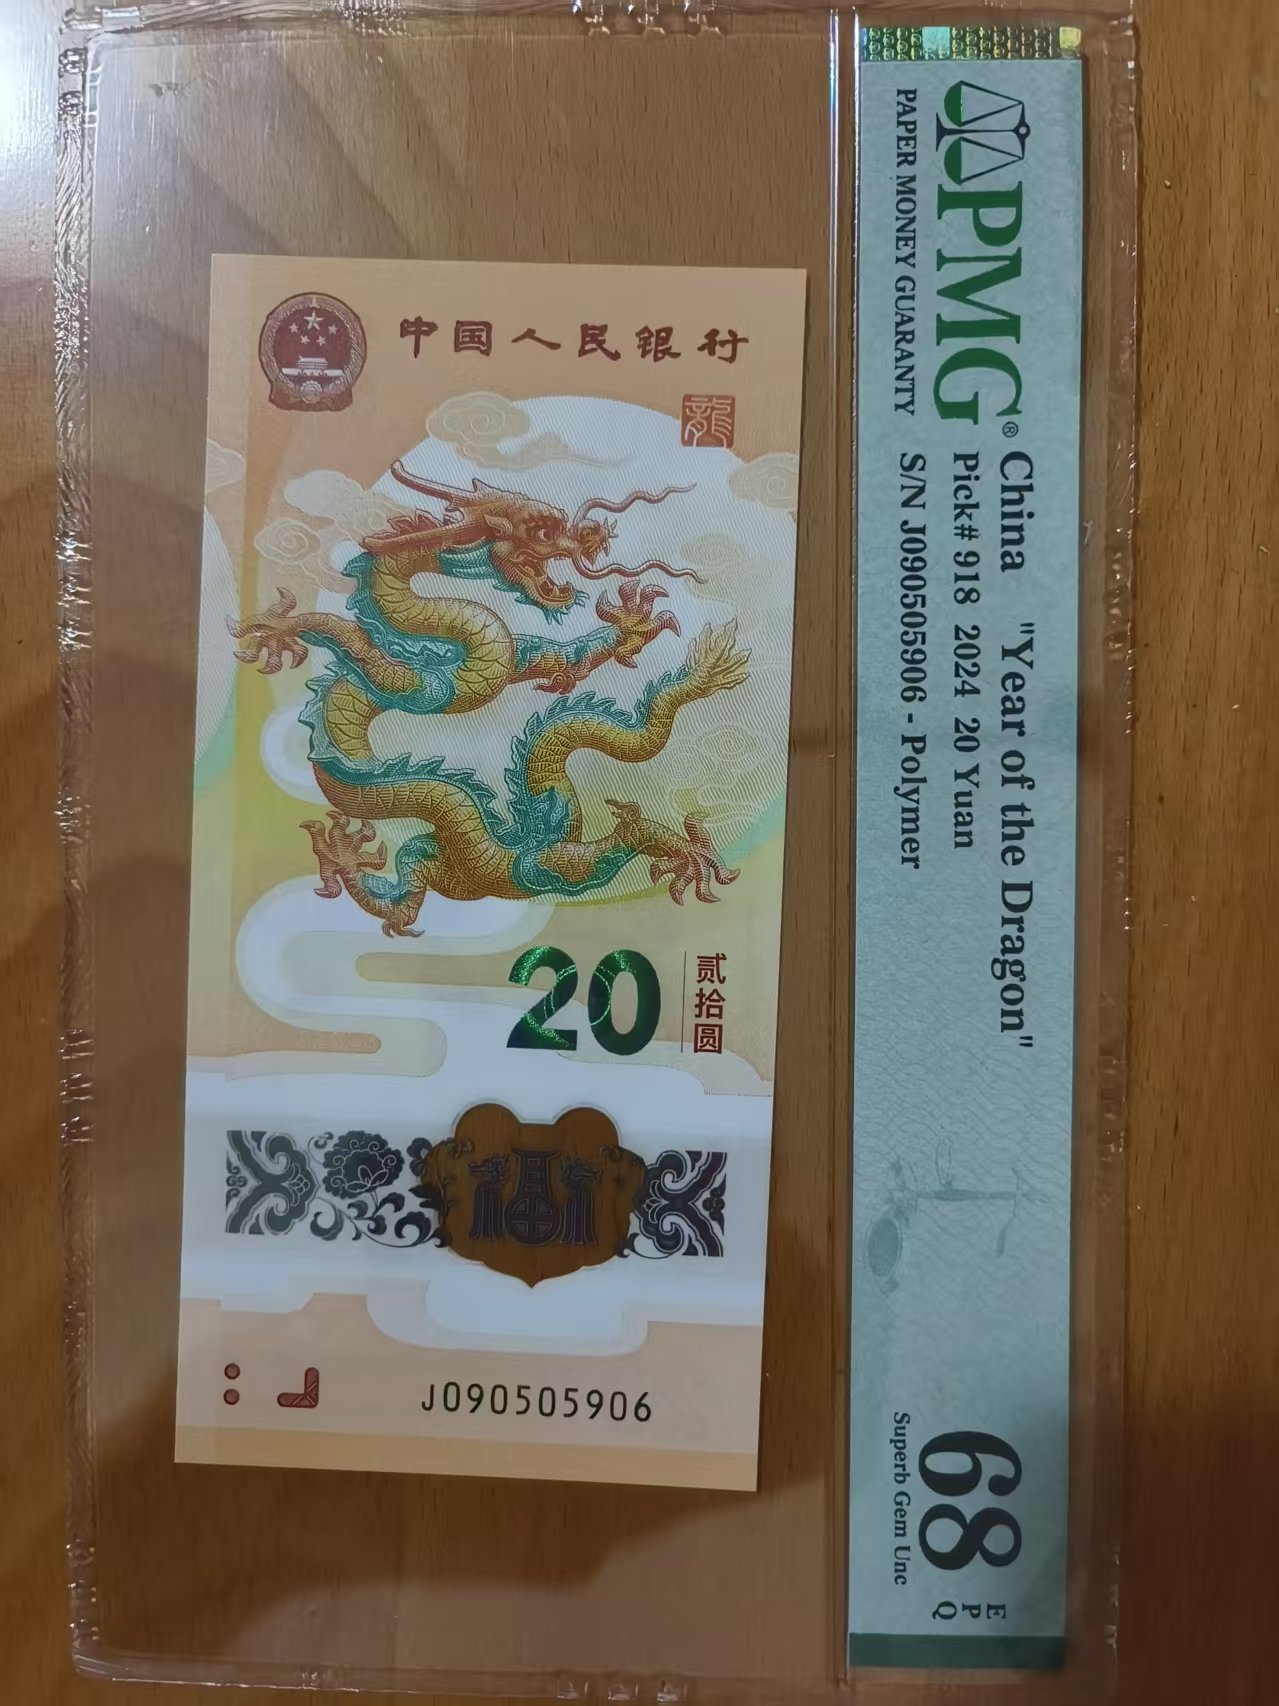 中国人民银行
龍
20
贰拾圆
J090505906
PMG®
PAPER MONEY GUARANTY
China "Year of the Dragon"
Pick# 918 2024 20 Yuan
S/N J090505906 - Polymer
68
EPQ
Superb Gem Unc